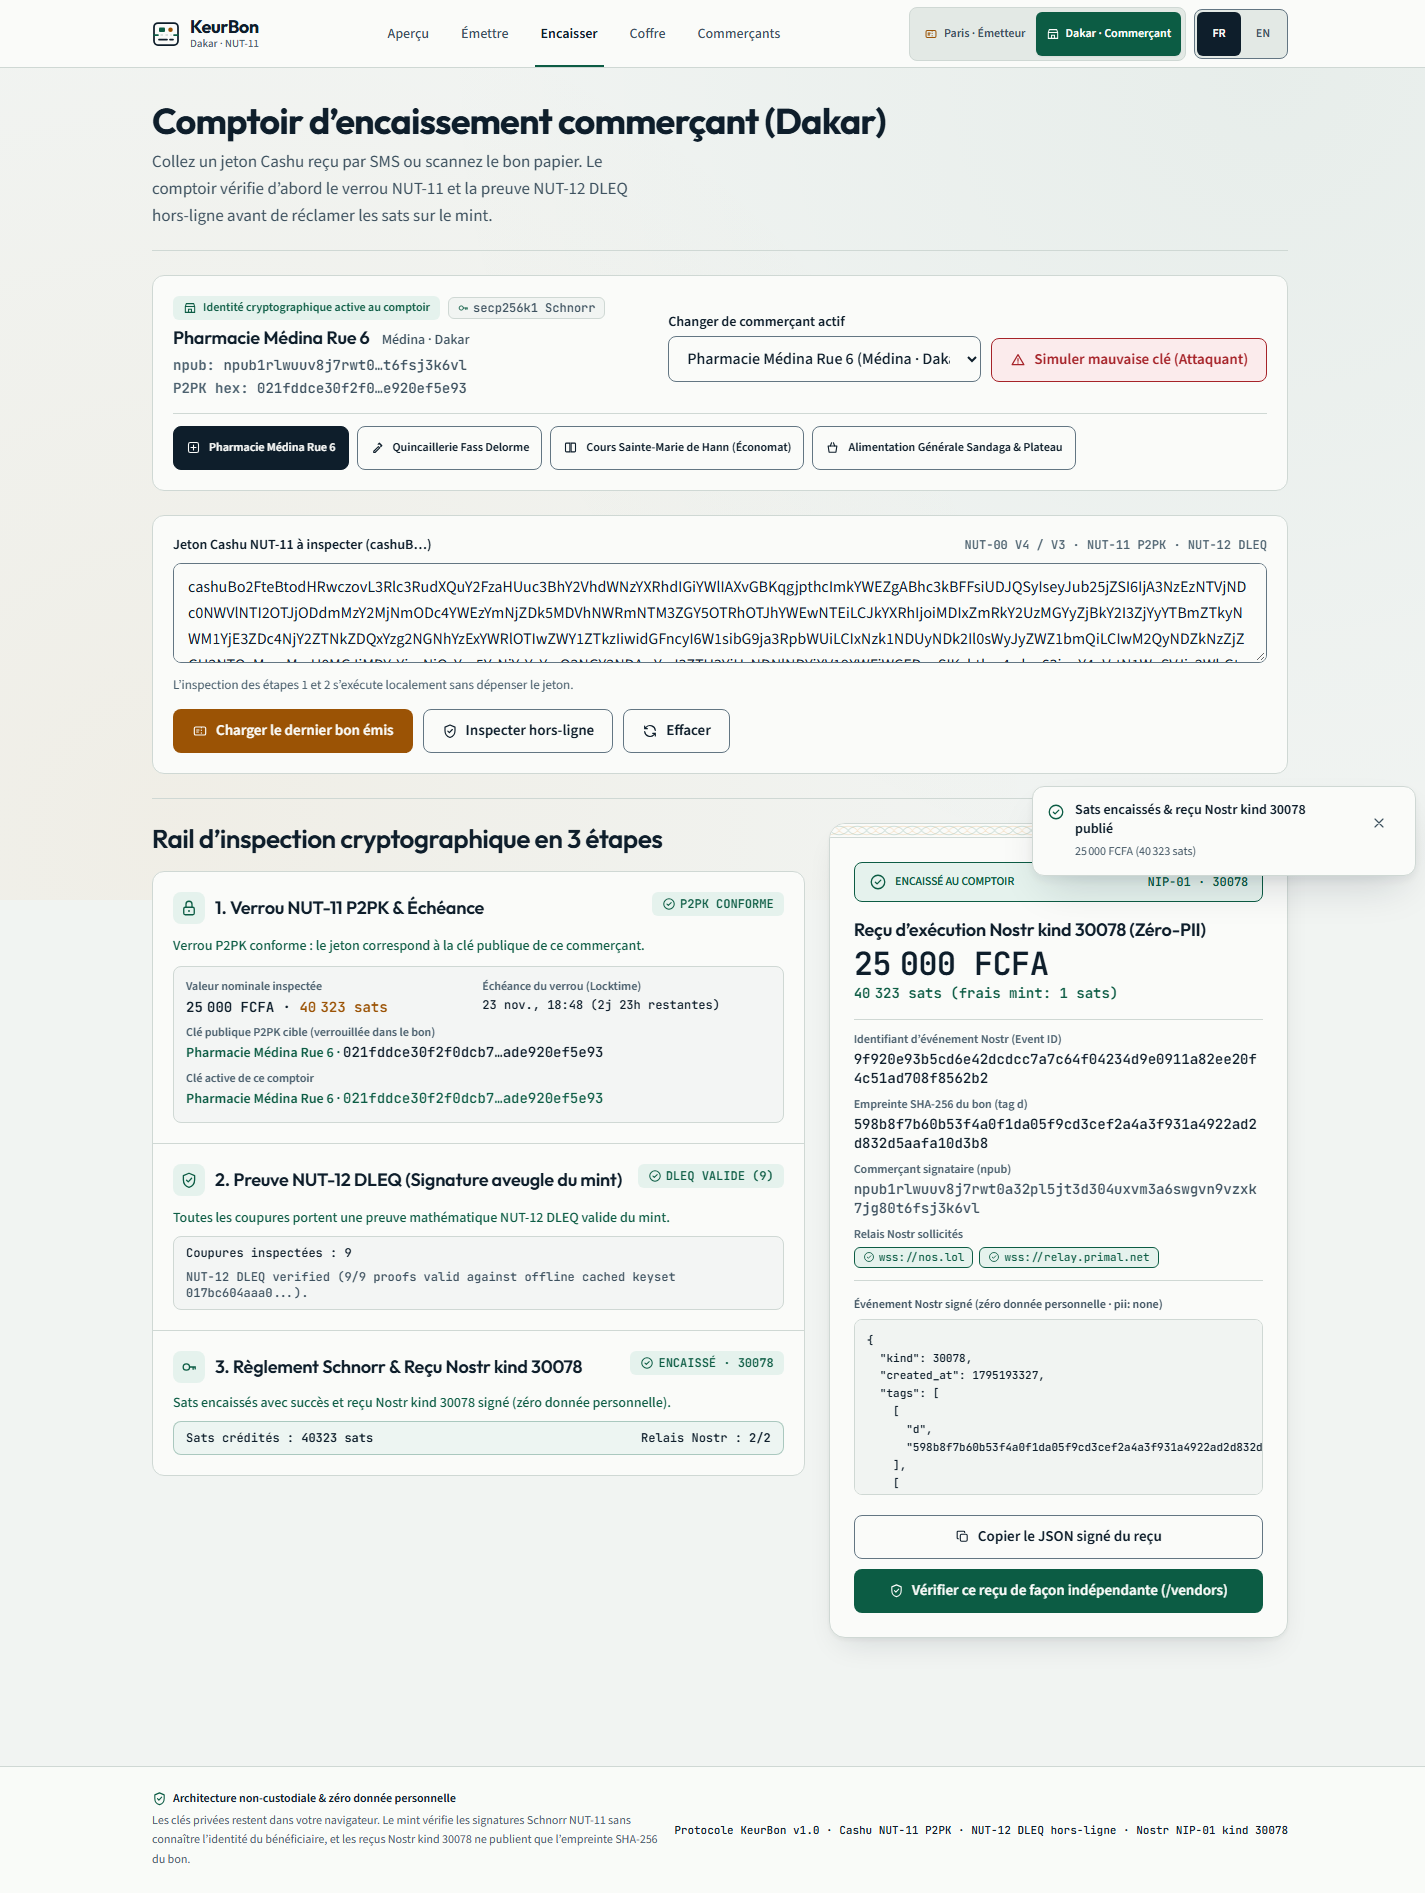 KeurBon
Dakar · NUT-11
Aperçu
Émettre
Encaisser
Coffre
Commerçants
Paris · Émetteur
Dakar · Commerçant
FR
EN
Comptoir d’encaissement commerçant (Dakar)
Collez un jeton Cashu reçu par SMS ou scannez le bon papier. Le
comptoir vérifie d’abord le verrou NUT-11 et la preuve NUT-12 DLEQ
hors-ligne avant de réclamer les sats sur le mint.
Identité cryptographique active au comptoir
secp256k1 Schnorr
Pharmacie Médina Rue 6 Médina · Dakar
npub: npub1rlwuuv8j7rwt0…t6fsj3k6vl
P2PK hex: 021fddce30f2f0…e920ef5e93
Changer de commerçant actif
Pharmacie Médina Rue 6 (Médina · Daka
Simuler mauvaise clé (Attaquant)
Pharmacie Médina Rue 6
Quincaillerie Fass Delorme
Cours Sainte-Marie de Hann (Économat)
Alimentation Générale Sandaga & Plateau
Jeton Cashu NUT-11 à inspecter (cashuB…)
NUT-00 V4 / V3 · NUT-11 P2PK · NUT-12 DLEQ
cashuBo2FteBtodHRwczovL3Rlc3RudXQuY2FzaHUuc3BhY2VhdWNzYXRhdIGiYWlIAXvGBKqgjpthcImkYWEZgABhc3kBFFsiUDJQSyIseyJub25jZSI6IjA3NzEzNTVjND
c0NWVlNTI2OTJjODdmMzY2MjNmODc4YWEzYmNjZDk5MDVhNWRmNTM3ZGY5OTRhOTJhYWEwNTEiLCJkYXRhIjoiMDIxZmRkY2UzMGYyZjBkY2I3ZjYyYTBmZTkyN
WM1YjE3ZDc4NjY2ZTNkZDQxYzg2NGNhYzExYWRlOTIwZWY1ZTkzIiwidGFncyI6W1sibG9ja3RpbWUiLCIxNzk1NDUyNDk2Il0sWyJyZWZ1bmQiLCIwM2QyNDZkNzZjZ
L’inspection des étapes 1 et 2 s’exécute localement sans dépenser le jeton.
Charger le dernier bon émis
Inspecter hors-ligne
Effacer
Sats encaissés & reçu Nostr kind 30078
publié
25 000 FCFA (40 323 sats)
Rail d’inspection cryptographique en 3 étapes
1. Verrou NUT-11 P2PK & Échéance
P2PK CONFORME
Verrou P2PK conforme : le jeton correspond à la clé publique de ce commerçant.
Valeur nominale inspectée
25 000 FCFA · 40 323 sats
Échéance du verrou (Locktime)
23 nov., 18:48 (2j 23h restantes)
Clé publique P2PK cible (verrouillée dans le bon)
Pharmacie Médina Rue 6 · 021fddce30f2f0dcb7…ade920ef5e93
Clé active de ce comptoir
Pharmacie Médina Rue 6 · 021fddce30f2f0dcb7…ade920ef5e93
2. Preuve NUT-12 DLEQ (Signature aveugle du mint)
DLEQ VALIDE (9)
Toutes les coupures portent une preuve mathématique NUT-12 DLEQ valide du mint.
Coupures inspectées : 9
NUT-12 DLEQ verified (9/9 proofs valid against offline cached keyset
017bc604aaa0...).
3. Règlement Schnorr & Reçu Nostr kind 30078
ENCAISSÉ · 30078
Sats encaissés avec succès et reçu Nostr kind 30078 signé (zéro donnée personnelle).
Sats crédités : 40323 sats
Relais Nostr : 2/2
ENCAISSÉ AU COMPTOIR
NIP-01 · 30078
Reçu d’exécution Nostr kind 30078 (Zéro-PII)
25 000 FCFA
40 323 sats (frais mint: 1 sats)
Identifiant d’événement Nostr (Event ID)
9f920e93b5cd6e42dcdcc7a7c64f04234d9e0911a82ee20f
4c51ad708f8562b2
Empreinte SHA-256 du bon (tag d)
598b8f7b60b53f4a0f1da05f9cd3cef2a4a3f931a4922ad2
d832d5aafa10d3b8
Commerçant signataire (npub)
npub1rlwuuv8j7rwt0a32pl5jt3d304uxvm3a6swgvn9vzxk
7jg80t6fsj3k6vl
Relais Nostr sollicités
wss://nos.lol
wss://relay.primal.net
Événement Nostr signé (zéro donnée personnelle · pii: none)
{
"kind": 30078,
"created_at": 1795193327,
"tags": [
[
"d",
"598b8f7b60b53f4a0f1da05f9cd3cef2a4a3f931a4922ad2d832d
],
[
Copier le JSON signé du reçu
Vérifier ce reçu de façon indépendante (/vendors)
Architecture non-custodiale & zéro donnée personnelle
Les clés privées restent dans votre navigateur. Le mint vérifie les signatures Schnorr NUT-11 sans
connaître l’identité du bénéficiaire, et les reçus Nostr kind 30078 ne publient que l’empreinte SHA-256
du bon.
Protocole KeurBon v1.0 · Cashu NUT-11 P2PK · NUT-12 DLEQ hors-ligne · Nostr NIP-01 kind 30078